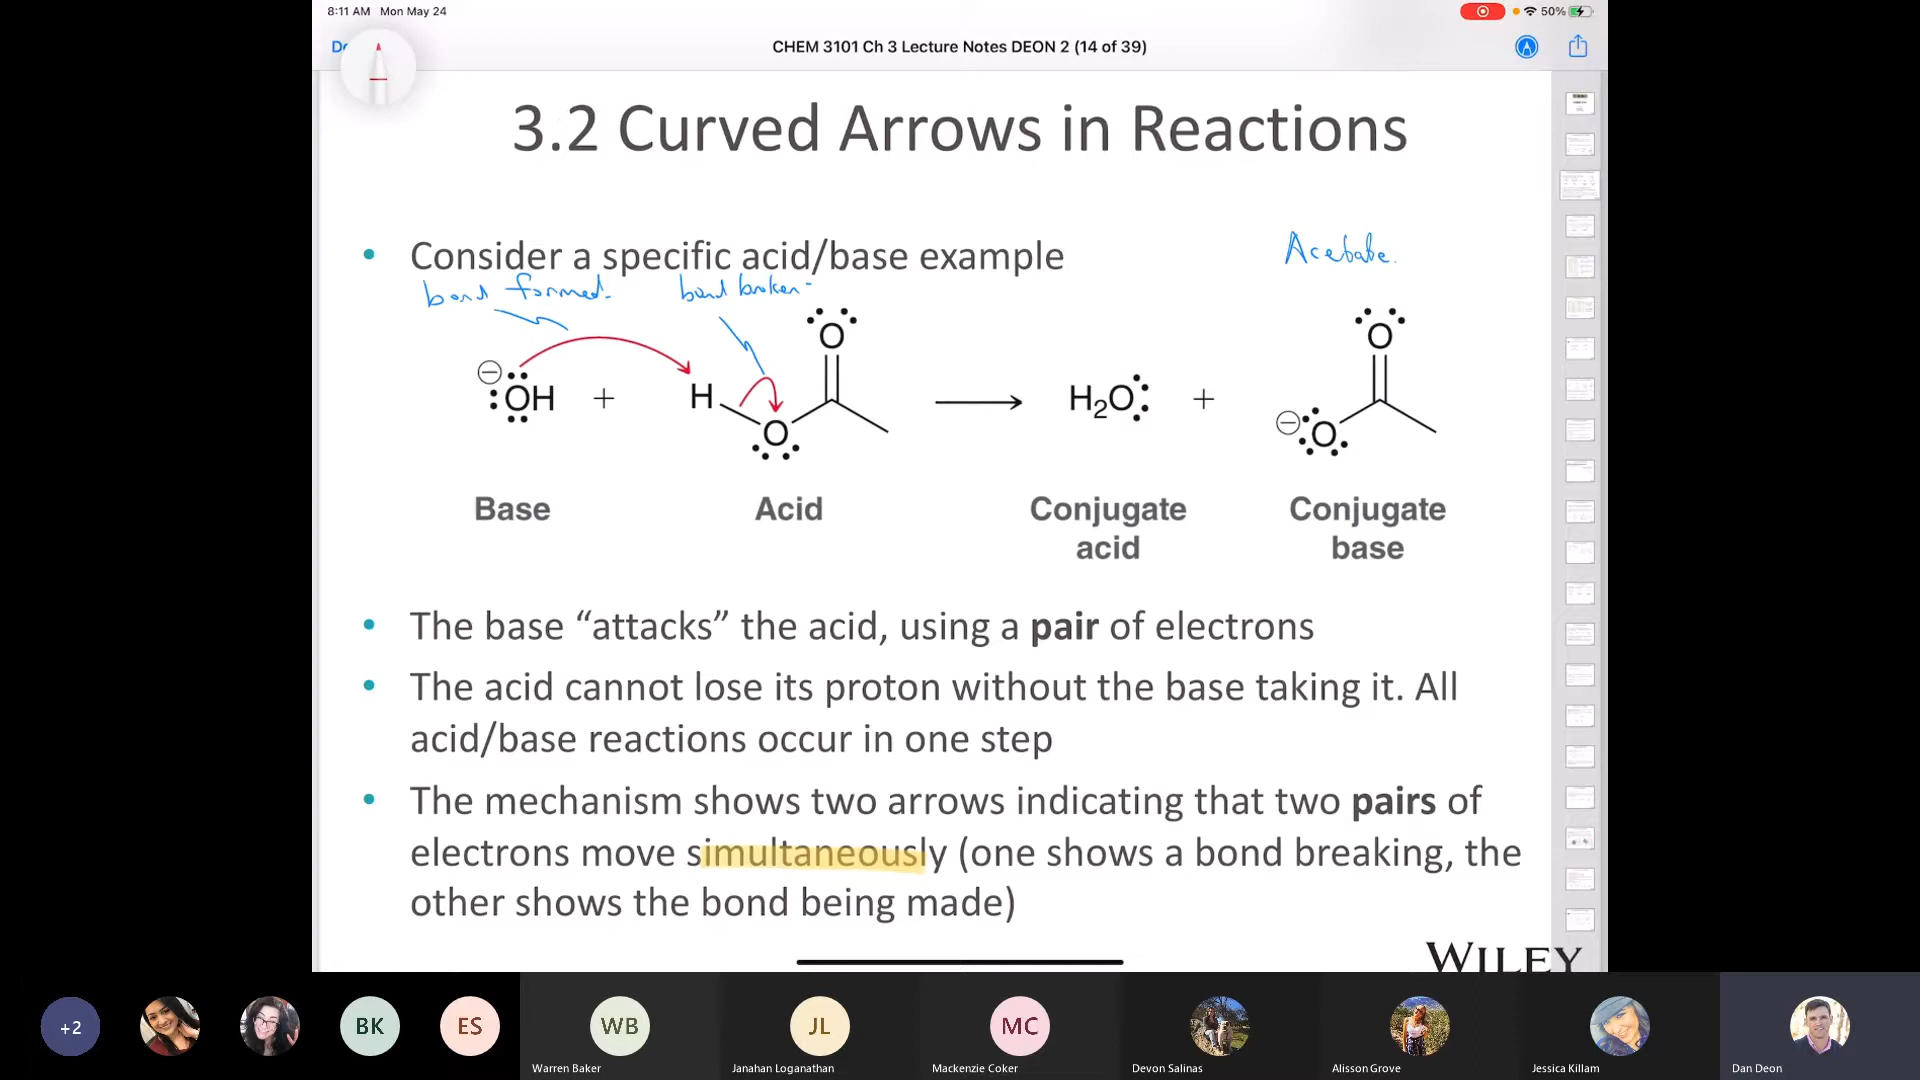 8:11 AM Mon May 24
50%
CHEM 3101 Ch 3 Lecture Notes DEON 2 (14 of 39)
3.2 Curved Arrows in Reactions
• Consider a specific acid/base example
Acetate.
bond formed. bond broken.
⊖ :OH + H O O → H₂O: + ⊖ :O: O
Base Acid Conjugate acid Conjugate base
• The base “attacks” the acid, using a pair of electrons
• The acid cannot lose its proton without the base taking it. All
acid/base reactions occur in one step
• The mechanism shows two arrows indicating that two pairs of
electrons move simultaneously (one shows a bond breaking, the
other shows the bond being made)
WILEY
+2 BK ES WB JL MC
Warren Baker Janahan Loganathan Mackenzie Coker Devon Salinas Alisson Grove Jessica Killam Dan Deon